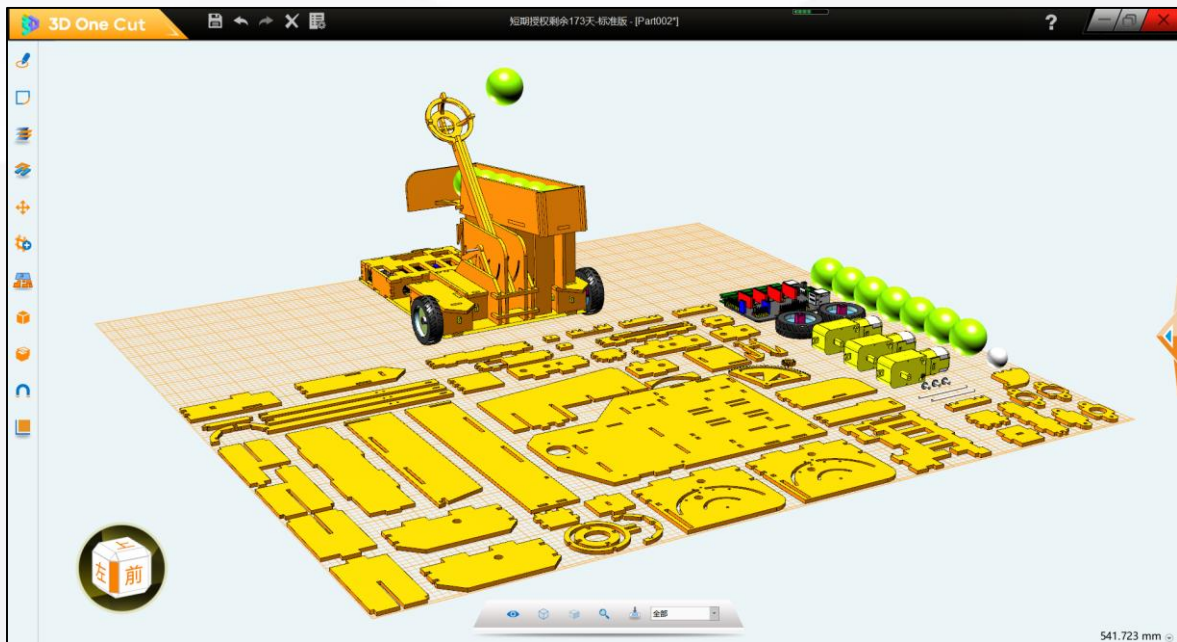 3D One Cut
短期授权剩余173天-标准版 - [Part002*]
?
上
左
前
全部
541.723 mm